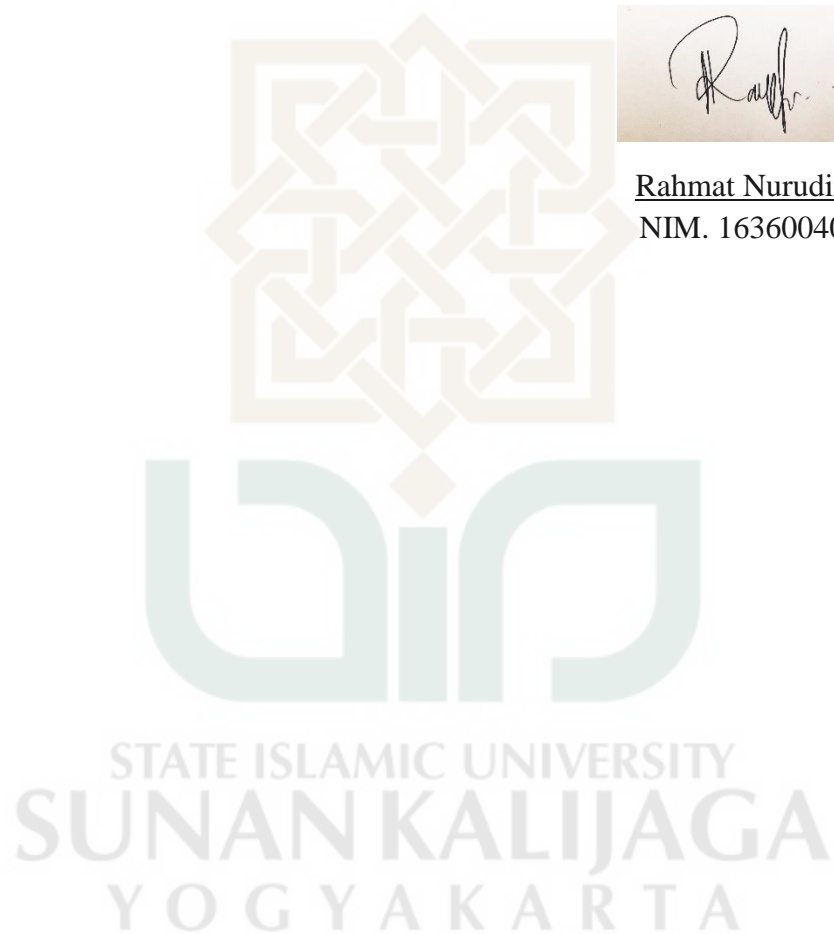 Rahmat Nurudi
NIM. 1636004
STATE ISLAMIC UNIVERSITY
SUNAN KALIJAGA
YOGYAKARTA